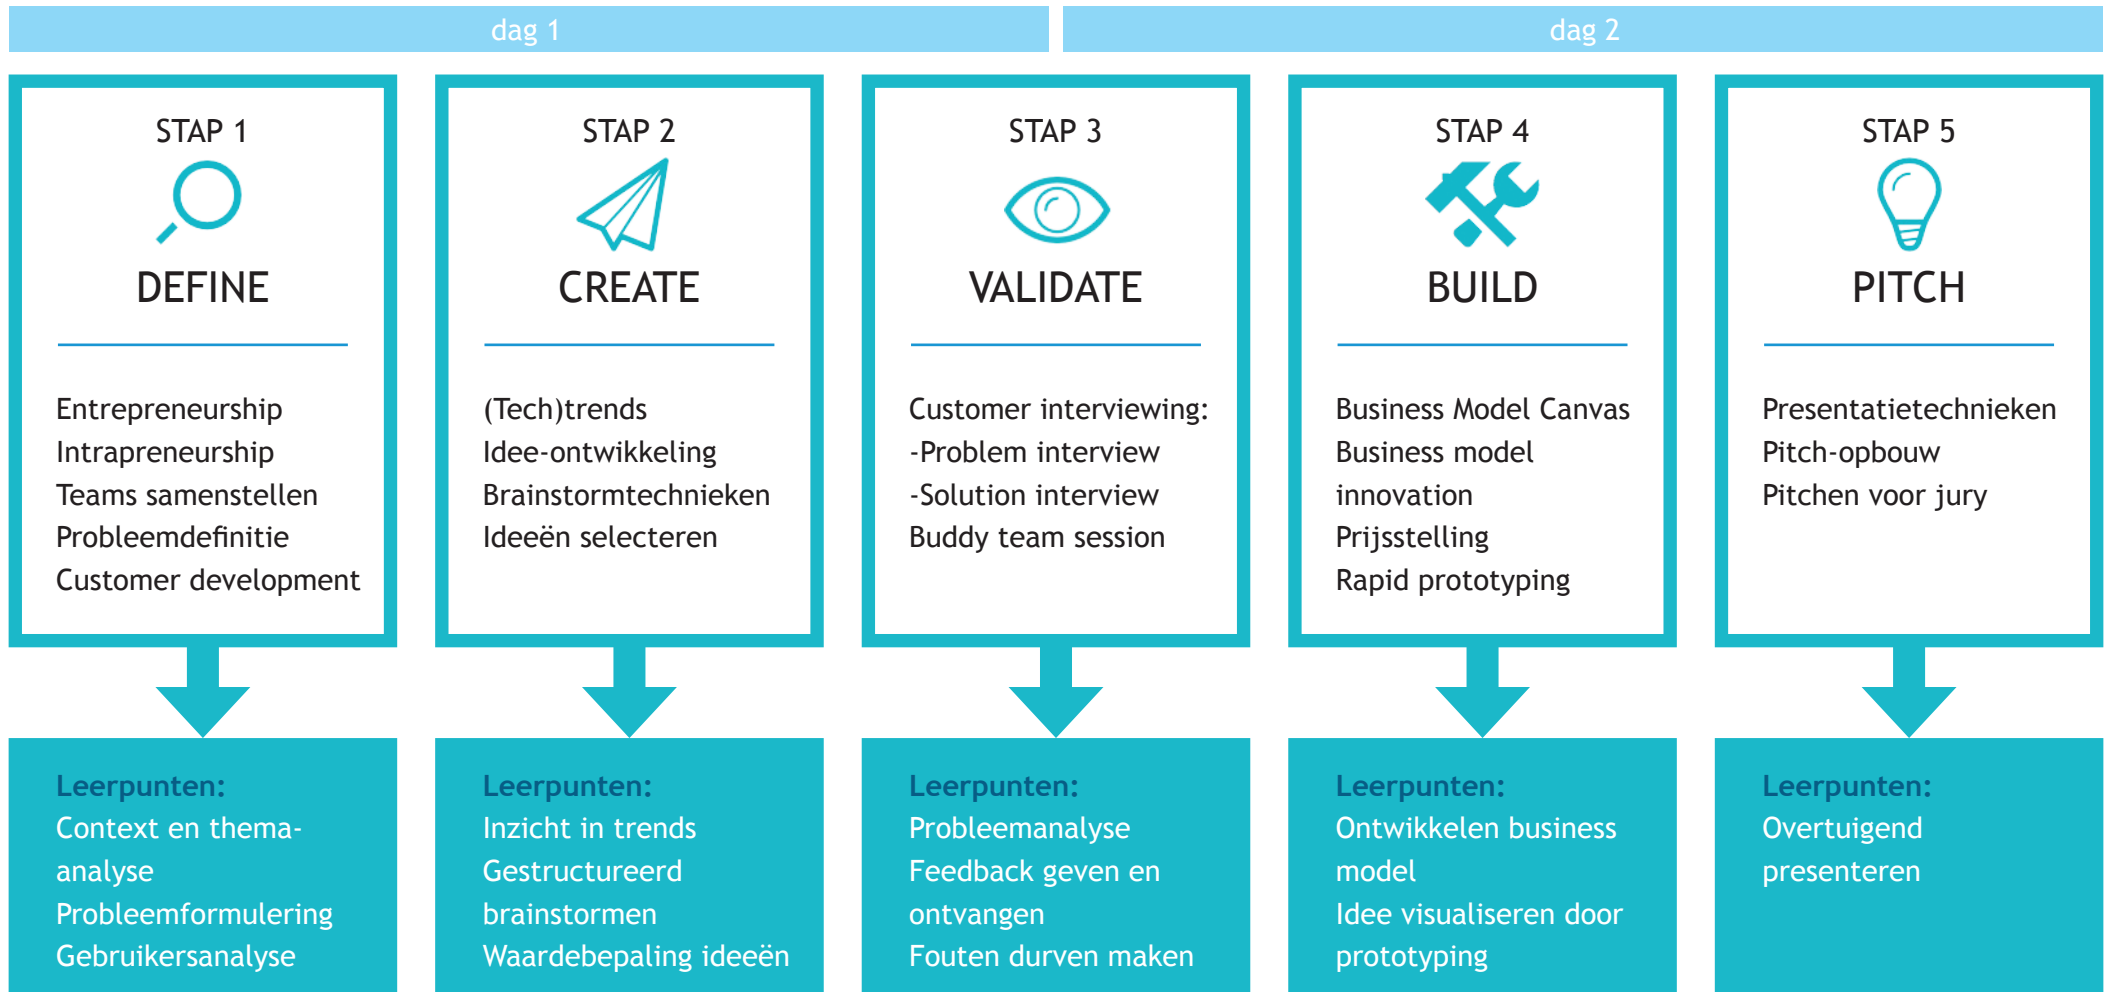 dag 1
dag 2
STAP 1
DEFINE
Entrepreneurship
Intrapreneurship
Teams samenstellen
Probleemdefinitie
Customer development
Leerpunten:
Context en thema-
analyse
Probleemformulering
Gebruikersanalyse
STAP 2
CREATE
(Tech)trends
Idee-ontwikkeling
Brainstormtechnieken
Ideeën selecteren
Leerpunten:
Inzicht in trends
Gestructureerd
brainstormen
Waardebepaling ideeën
STAP 3
VALIDATE
Customer interviewing:
-Problem interview
-Solution interview
Buddy team session
Leerpunten:
Probleemanalyse
Feedback geven en
ontvangen
Fouten durven maken
STAP 4
BUILD
Business Model Canvas
Business model
innovation
Prijsstelling
Rapid prototyping
Leerpunten:
Ontwikkelen business
model
Idee visualiseren door
prototyping
STAP 5
PITCH
Presentatietechnieken
Pitch-opbouw
Pitchen voor jury
Leerpunten:
Overtuigend
presenteren